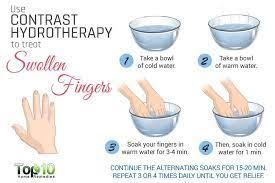 Use
CONTRAST
HYDROTHERAPY
to treat
Swollen
Fingers
1 Take a bowl
of cold water.
2 Take a bowl
of warm water.
3 Soak your fingers in
warm water for 3-4 min.
4 Then, soak in cold
water for 1 min.
CONTINUE THE ALTERNATING SOAKS FOR 15-20 MIN.
REPEAT 3 OR 4 TIMES DAILY UNTIL YOU GET RELIEF.
Top10
Home Remedies